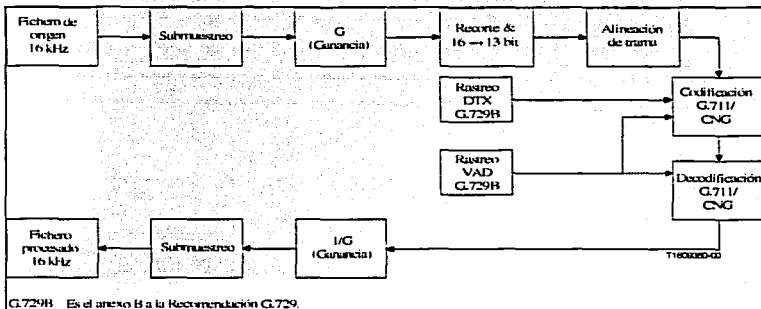 Fichero de
origen
16 kHz
Submuestreo
G
(Ganancia)
Recorte &
16 → 13 bit
Alineación
de trama
Rastreo
DTX
G.729B
Codificación
G.711/
CNG
Rastreo
VAD
G.729B
Decodificación
G.711/
CNG
Fichero
procesado
16 kHz
Submuestreo
1/G
(Ganancia)
G.729B Es el anexo B a la Recomendación G.729.